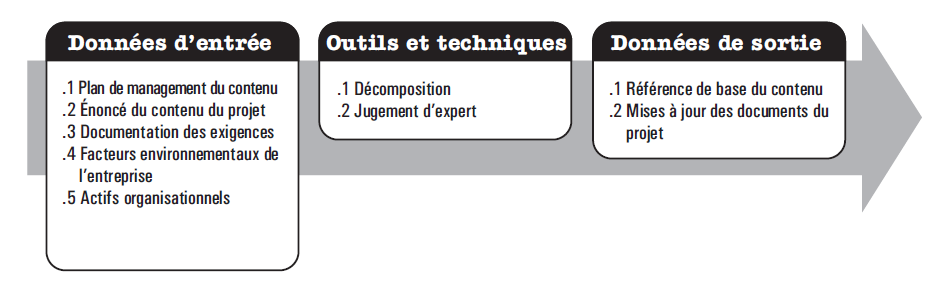 Données d'entrée
.1 Plan de management du contenu
.2 Énoncé du contenu du projet
.3 Documentation des exigences
.4 Facteurs environnementaux de
l'entreprise
.5 Actifs organisationnels
Outils et techniques
.1 Décomposition
.2 Jugement d'expert
Données de sortie
.1 Référence de base du contenu
.2 Mises à jour des documents du
projet